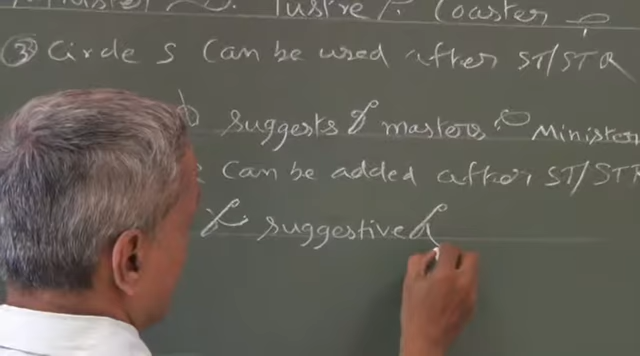 Lustre Coaster
③ Circle S Can be used after ST/STR
Suggests masters Minister
Can be added after ST/STR
suggestive